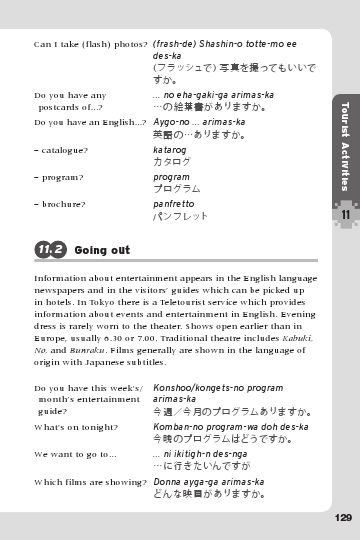 Can I take (flash) photos? (frash-de) Shashin-o totte-mo ee
des-ka
(フラッシュで) 写真を撮ってもいいで
すか。
Do you have any ... no eha-gaki-ga arimas-ka
postcards of...? …の絵葉書がありますか。
Do you have an English...? Aygo-no ... arimas-ka
英語の…ありますか。
– catalogue? katarog
カタログ
– program? program
プログラム
– brochure? panfretto
パンフレット
Tourist Activities
11
11.2 Going out
Information about entertainment appears in the English language
newspapers and in the visitors' guides which can be picked up
in hotels. In Tokyo there is a Teletourist service which provides
information about events and entertainment in English. Evening
dress is rarely worn to the theater. Shows open earlier than in
Europe, usually 6.30 or 7.00. Traditional theatre includes Kabuki,
No, and Bunraku. Films generally are shown in the language of
origin with Japanese subtitles.
Do you have this week's/ Konshoo/kongets-no program
month's entertainment arimas-ka
guide? 今週／今月のプログラムありますか。
What's on tonight? Komban-no program-wa doh des-ka
今晩のプログラムはどうですか。
We want to go to... ... ni ikitigh-n des-nga
…に行きたいんですが
Which films are showing? Donna ayga-ga arimas-ka
どんな映画がありますか。
129